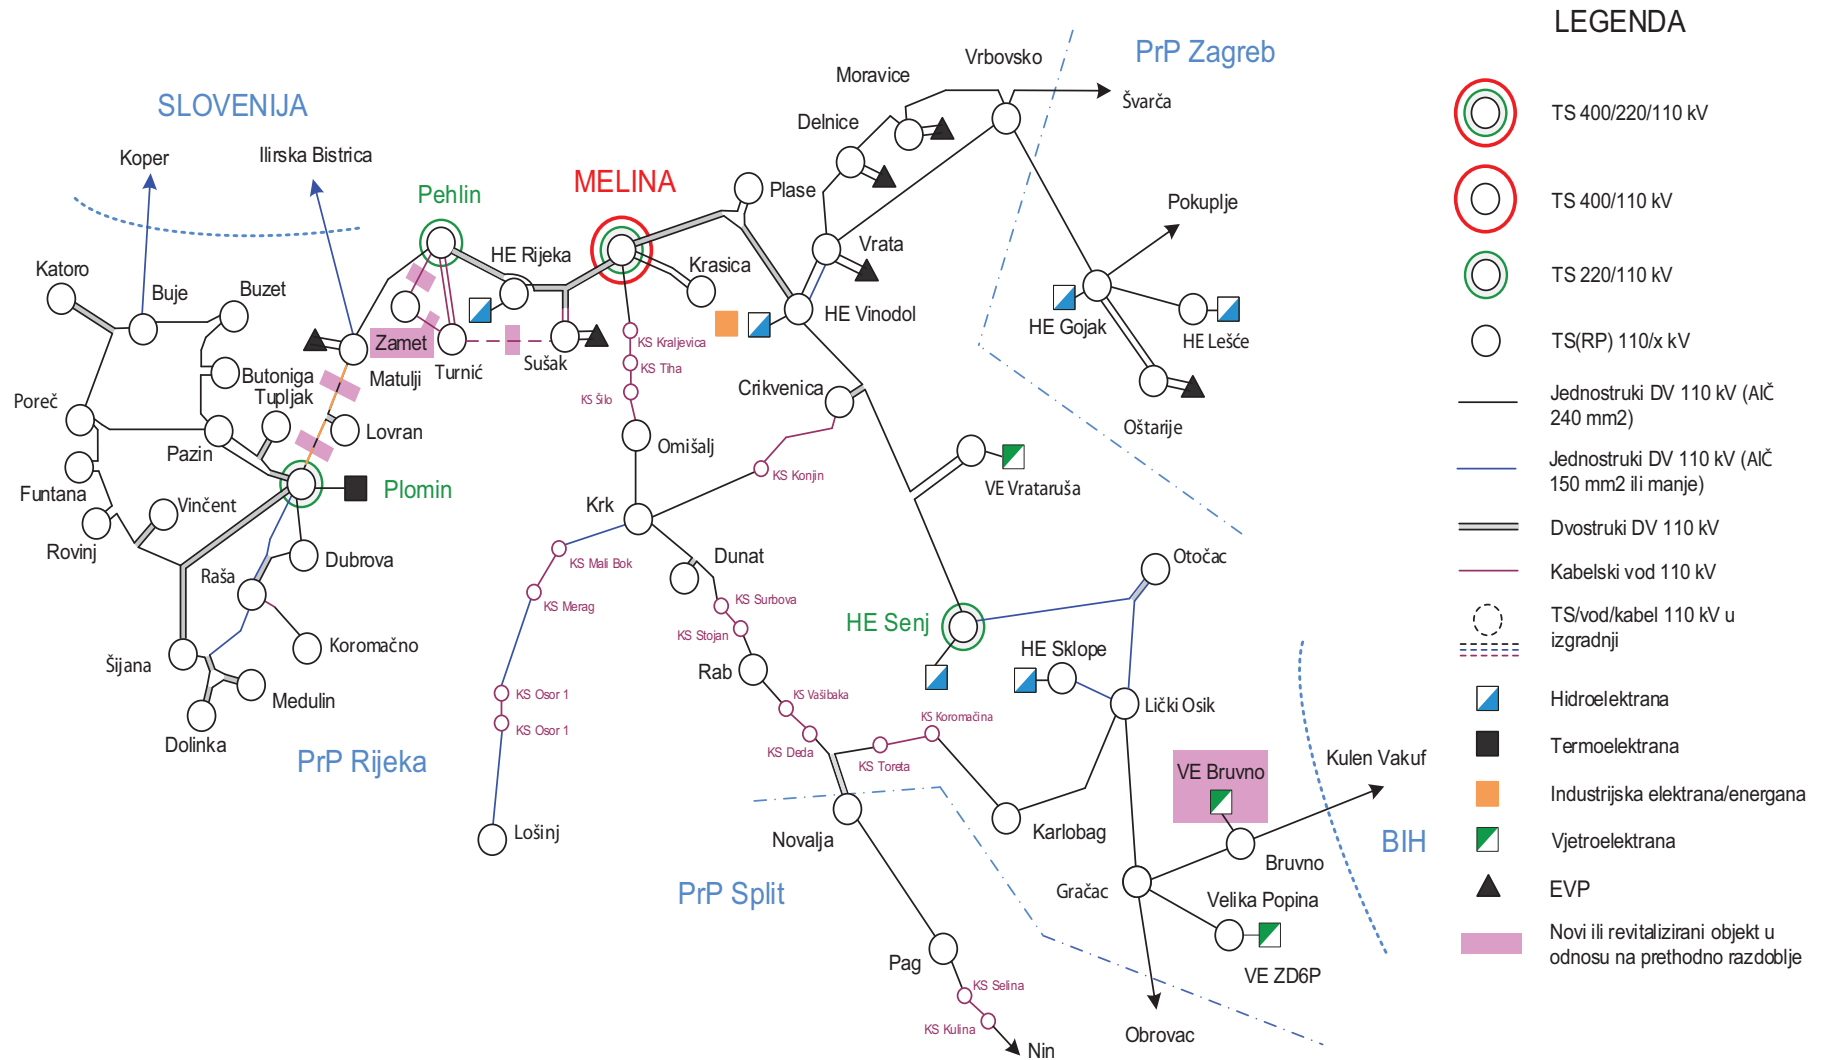 LEGENDA
PrP Zagreb
Vrbovsko
Moravice
Švarča
SLOVENIJA
Delnice
TS 400/220/110 kV
Koper
Ilirska Bistrica
Pehlin
MELINA
Plase
TS 400/110 kV
Pokuplje
Vrata
HE Rijeka
Krasica
Katoro
Buje
Buzet
TS 220/110 kV
HE Vinodol
HE Gojak
HE Lešće
Zamet
KS Kraljevica
TS(RP) 110/x kV
Turnić
Sušak
KS Tiha
Matulji
Butoniga
Tupljak
Crikvenica
KS Šilo
Poreč
Jednostruki DV 110 kV (AlČ
240 mm2)
Oštarije
Lovran
Omišalj
Pazin
KS Konjin
Jednostruki DV 110 kV (AlČ
150 mm2 ili manje)
Funtana
Plomin
VE Vrataruša
Vinčent
Krk
Rovinj
Dvostruki DV 110 kV
Dubrova
Dunat
Otočac
KS Mali Bok
Raša
Kabelski vod 110 kV
KS Merag
KS Surbova
TS/vod/kabel 110 kV u
izgradnji
HE Senj
KS Stojan
Koromačno
HE Sklope
Šijana
Rab
Medulin
KS Osor 1
KS Vašibaka
Hidroelektrana
Lički Osik
KS Koromačina
KS Osor 1
Dolinka
KS Deda
Termoelektrana
PrP Rijeka
KS Toreta
Kulen Vakuf
VE Bruvno
Industrijska elektrana/energana
Lošinj
Novalja
Karlobag
Vjetroelektrana
BIH
Bruvno
PrP Split
Gračac
EVP
Velika Popina
Novi ili revitalizirani objekt u
odnosu na prethodno razdoblje
Pag
VE ZD6P
KS Selina
KS Kulina
Obrovac
Nin